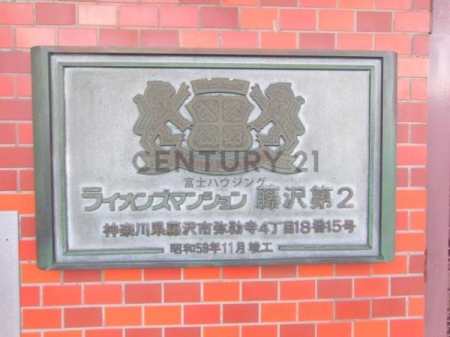 CENTURY 21
富士ハウジング
ライオンズマンション 藤沢第2
神奈川県藤沢市弥勒寺4丁目18番15号
昭和59年11月竣工